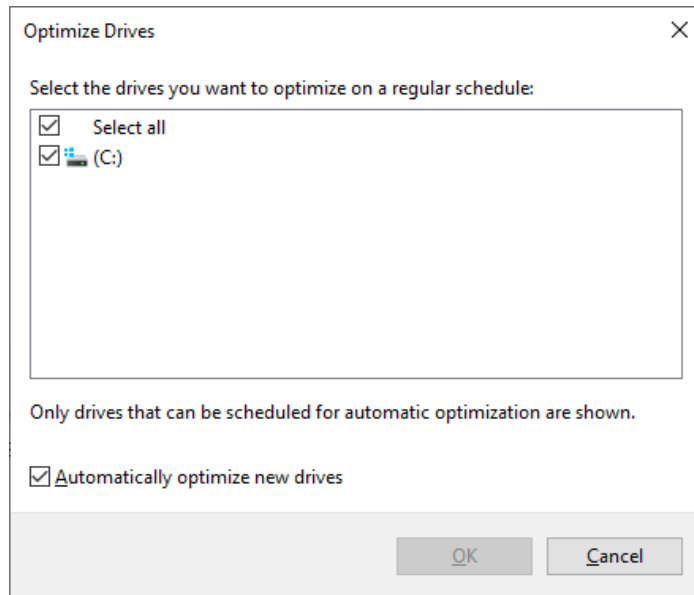 Optimize Drives
Select the drives you want to optimize on a regular schedule:
Select all
(C:)
Only drives that can be scheduled for automatic optimization are shown.
Automatically optimize new drives
OK Cancel